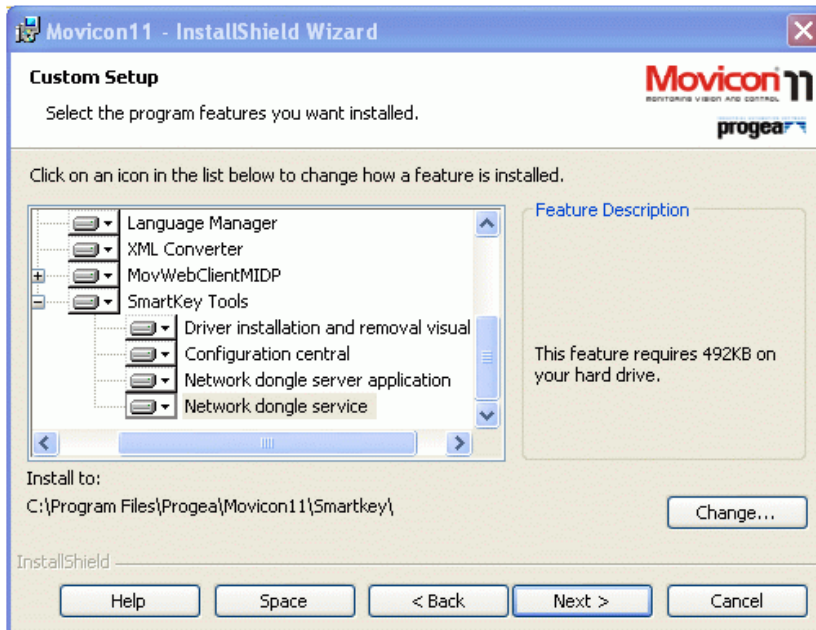 Movicon11 - InstallShield Wizard
Custom Setup
Select the program features you want installed.
Movicon 11
MONITORING VISION AND CONTROL
progea
Click on an icon in the list below to change how a feature is installed.
Language Manager
XML Converter
MovWebClientMIDP
SmartKey Tools
Driver installation and removal visual
Configuration central
Network dongle server application
Network dongle service
Feature Description
This feature requires 492KB on
your hard drive.
Install to:
C:\Program Files\Progea\Movicon11\Smartkey\
Change...
InstallShield
Help
Space
< Back
Next >
Cancel